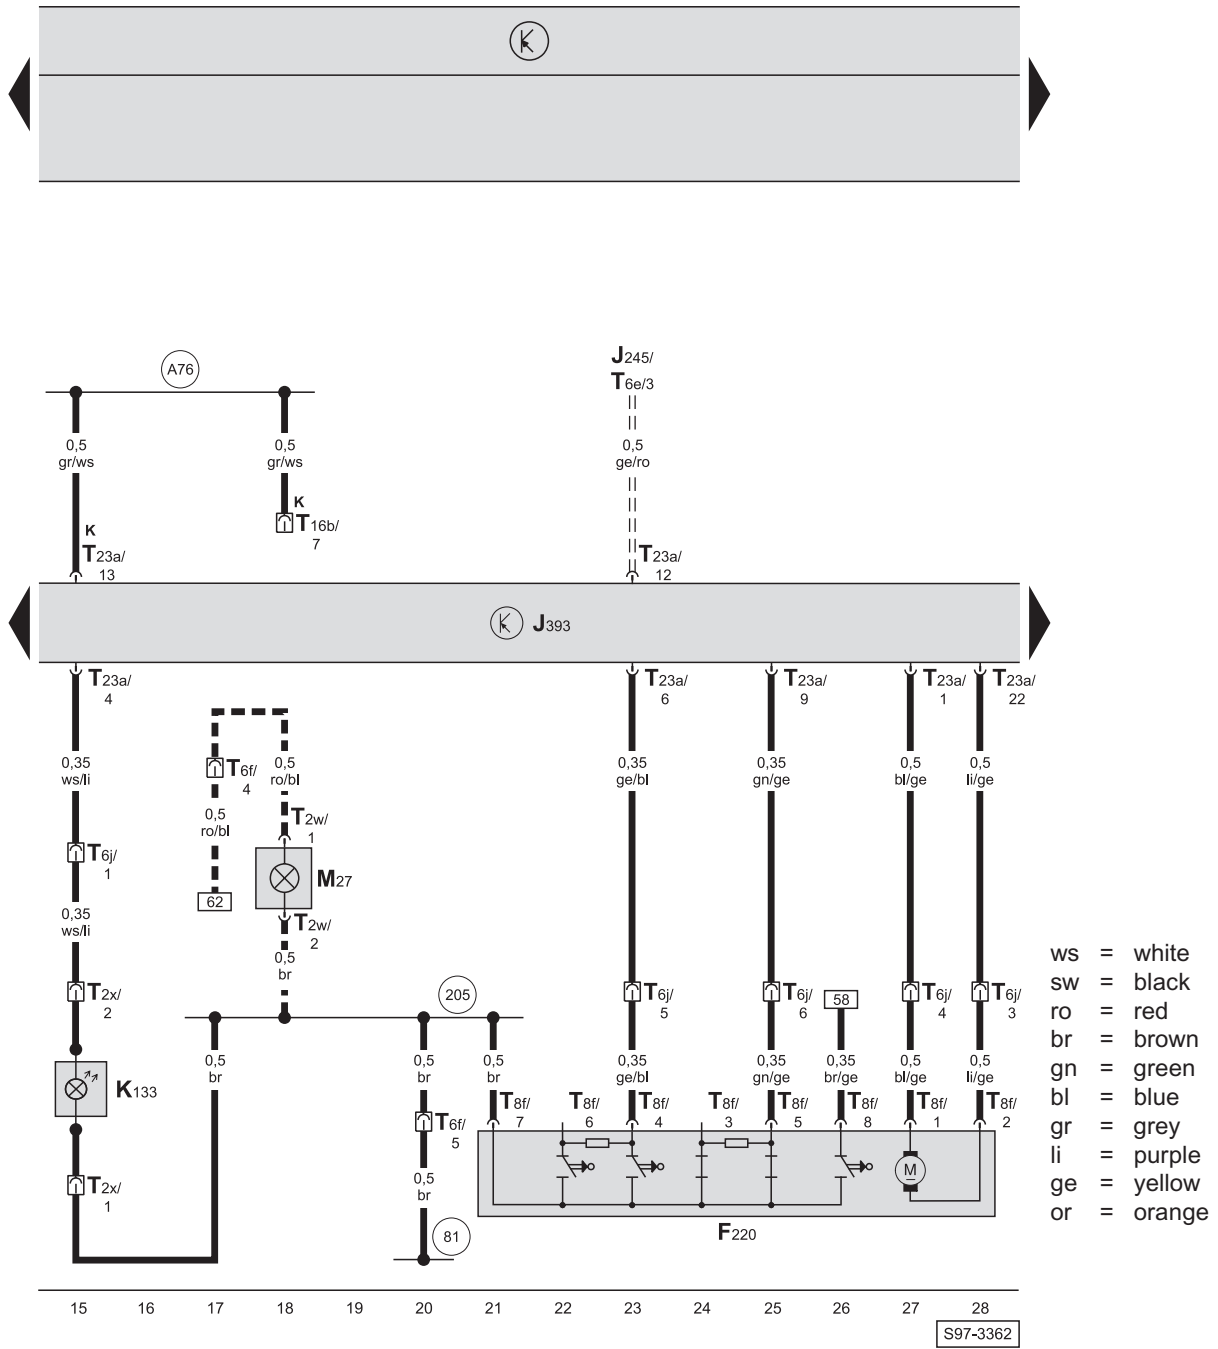 A76
J245/
T6e/3
0,5
gr/ws
0,5
gr/ws
0,5
ge/ro
K
T16b/
7
K
T23a/
13
T23a/
12
J393
T23a/
4
T23a/
6
T23a/
9
T23a/
1
T23a/
22
0,35
ws/li
T6f/
4
0,5
ro/bl
0,35
ge/bl
0,35
gn/ge
0,5
bl/ge
0,5
li/ge
0,5
ro/bl
T2w/
1
T6j/
1
M27
62
0,35
ws/li
T2w/
2
0,5
br
T2x/
2
205
T6j/
5
T6j/
6
58
T6j/
4
T6j/
3
0,5
br
0,5
br
0,5
br
0,35
ge/bl
0,35
gn/ge
0,35
br/ge
0,5
bl/ge
0,5
li/ge
K133
T8f/
7
T8f/
6
T8f/
4
T8f/
3
T8f/
5
T8f/
8
T8f/
1
T8f/
2
T6f/
5
M
T2x/
1
0,5
br
81
F220
ws = white
sw = black
ro = red
br = brown
gn = green
bl = blue
gr = grey
li = purple
ge = yellow
or = orange
15 16 17 18 19 20 21 22 23 24 25 26 27 28
S97-3362